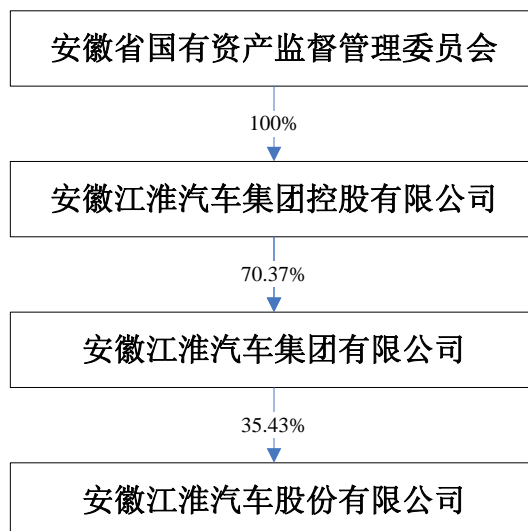 安徽省国有资产监督管理委员会
100%
安徽江淮汽车集团控股有限公司
70.37%
安徽江淮汽车集团有限公司
35.43%
安徽江淮汽车股份有限公司